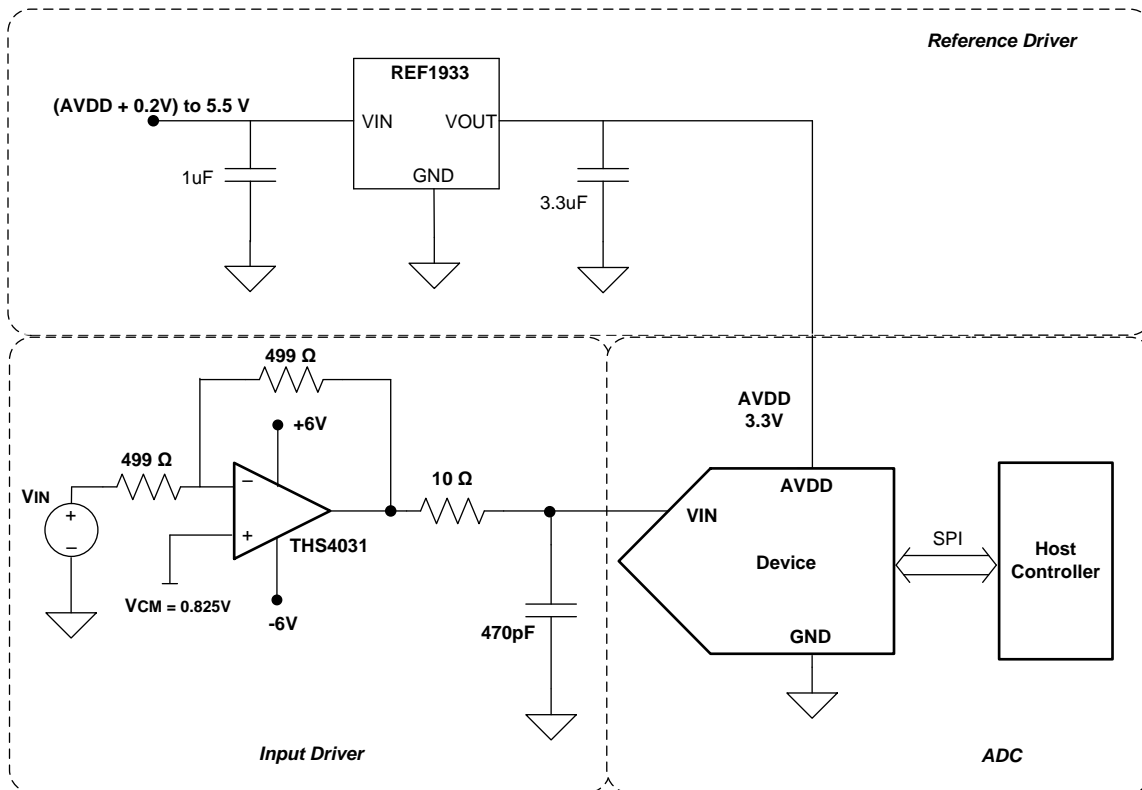 Reference Driver
REF1933
(AVDD + 0.2V) to 5.5 V
VIN
VOUT
GND
1uF
3.3uF
499 Ω
+6V
499 Ω
VIN
+
−
−
+
THS4031
10 Ω
VCM = 0.825V
-6V
470pF
Input Driver
AVDD
3.3V
AVDD
VIN
Device
GND
SPI
Host
Controller
ADC